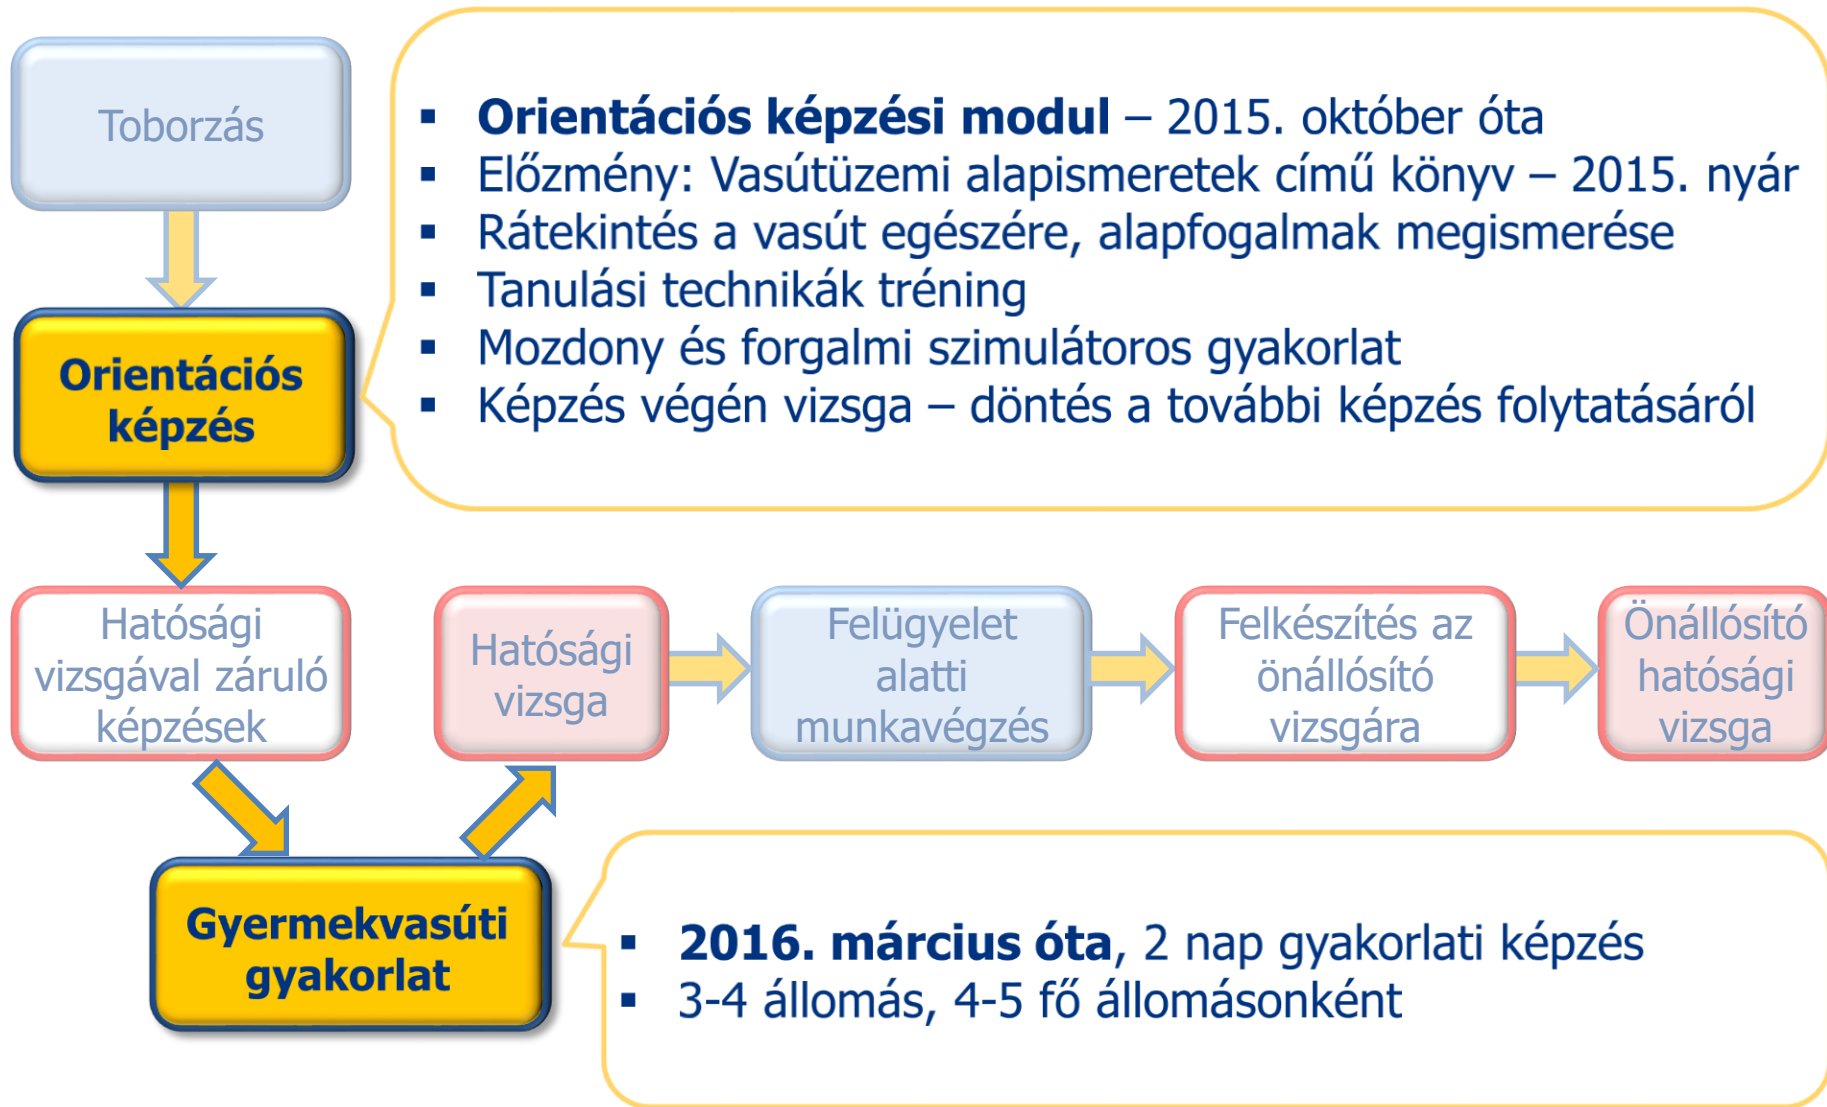 Toborzás
▪ Orientációs képzési modul – 2015. október óta
▪ Előzmény: Vasútüzemi alapismeretek című könyv – 2015. nyár
▪ Rátekintés a vasút egészére, alapfogalmak megismerése
▪ Tanulási technikák tréning
▪ Mozdony és forgalmi szimulátoros gyakorlat
▪ Képzés végén vizsga – döntés a további képzés folytatásáról
Orientációs
képzés
Hatósági
vizsgával záruló
képzések
Hatósági
vizsga
Felügyelet
alatti
munkavégzés
Felkészítés az
önállósító
vizsgára
Önállósító
hatósági
vizsga
Gyermekvasúti
gyakorlat
▪ 2016. március óta, 2 nap gyakorlati képzés
▪ 3-4 állomás, 4-5 fő állomásonként